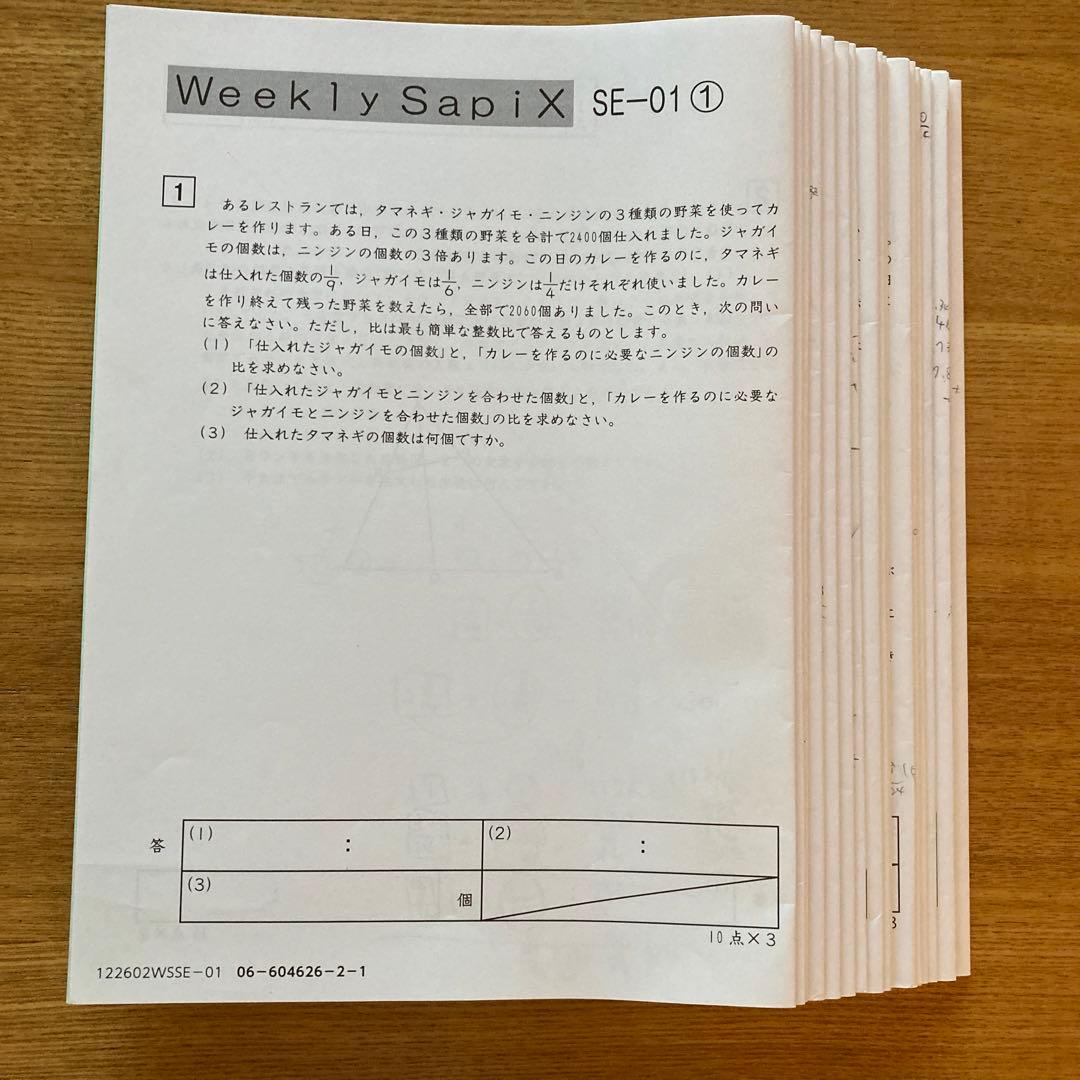 Weekly SapiX SE-01①
1
あるレストランでは，タマネギ・ジャガイモ・ニンジンの3種類の野菜を使ってカ
レーを作ります。ある日，この3種類の野菜を合計で2400個仕入れました。ジャガイ
モの個数は，ニンジンの個数の3倍あります。この日のカレーを作るのに，タマネギ
は仕入れた個数の1/9，ジャガイモは1/6，ニンジンは1/4だけそれぞれ使いました。カレー
を作り終えて残った野菜を数えたら，全部で2060個ありました。このとき，次の問い
に答えなさい。ただし，比は最も簡単な整数比で答えるものとします。
(1) 「仕入れたジャガイモの個数」と，「カレーを作るのに必要なニンジンの個数」の
比を求めなさい。
(2) 「仕入れたジャガイモとニンジンを合わせた個数」と，「カレーを作るのに必要な
ジャガイモとニンジンを合わせた個数」の比を求めなさい。
(3) 仕入れたタマネギの個数は何個ですか。
答 (1) : (2) :
(3) 個
10点×3
122602WSSE-01 06-604626-2-1